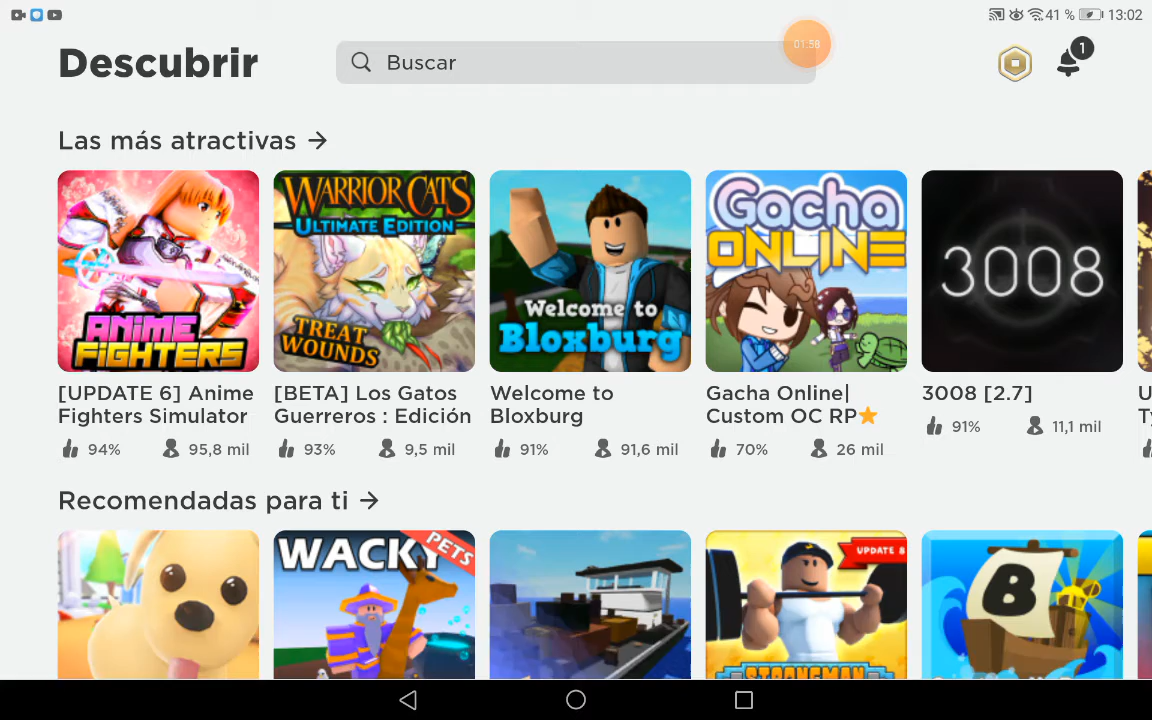 41 % 13:02
Descubrir
Buscar
01:58
1
Las más atractivas →
ANiME FiGHTERS
WARRIOR CATS
ULTIMATE EDITION
TREAT WOUNDS
Welcome to
Bloxburg
Gacha
ONLINE
3008
[UPDATE 6] Anime
Fighters Simulator
94% 95,8 mil
[BETA] Los Gatos
Guerreros : Edición
93% 9,5 mil
Welcome to
Bloxburg
91% 91,6 mil
Gacha Online|
Custom OC RP⭐
70% 26 mil
3008 [2.7]
91% 11,1 mil
Recomendadas para ti →
WACKY
PETS
UPDATE 8
STRONGMAN
B